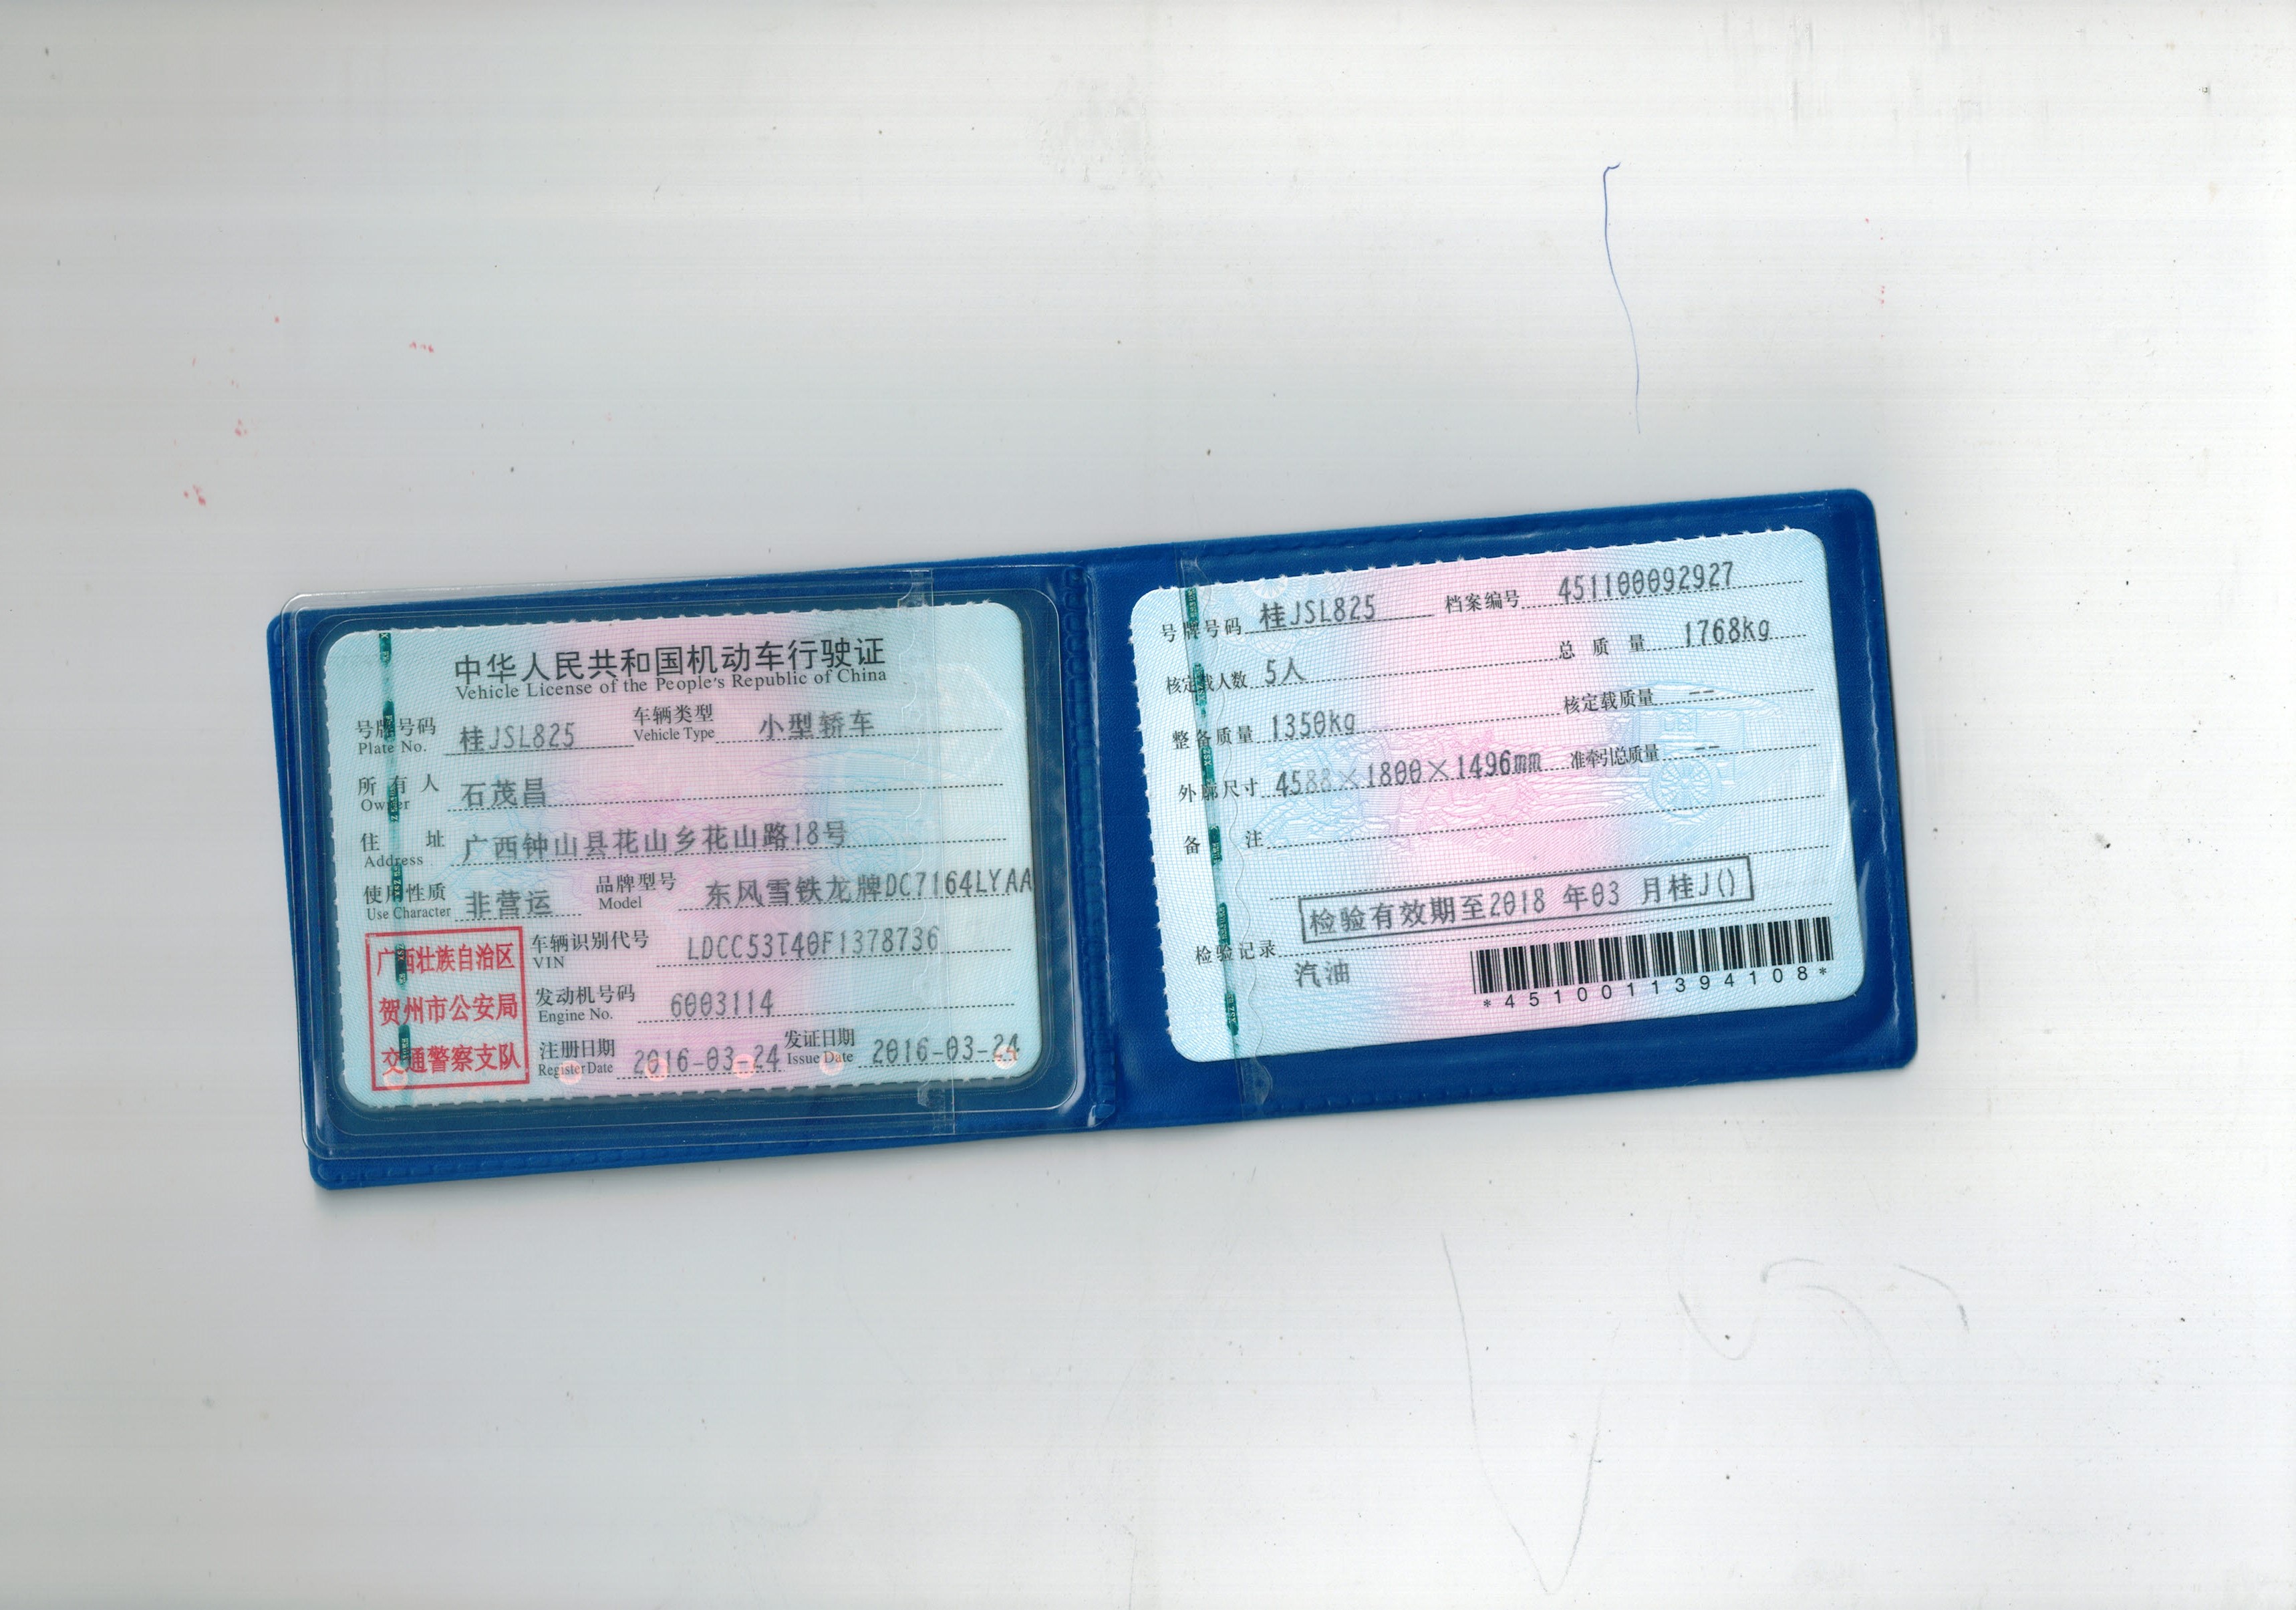 中华人民共和国机动车行驶证
Vehicle License of the People's Republic of China
号牌号码 桂JSL825 车辆类型 小型轿车
Plate No. Vehicle Type
所有人 石茂昌
Owner
住址 广西钟山县花山乡花山路18号
Address
使用性质 非营运 品牌型号 东风雪铁龙牌DC7164LYAA
Use Character Model
广西壮族自治区
贺州市公安局
交通警察支队
车辆识别代号 LDCC53T40F1378736
VIN
发动机号码 6003114
Engine No.
注册日期 2016-03-24 发证日期 2016-03-24
Register Date Issue Date
号牌号码 桂JSL825 档案编号 451100092927
核定载人数 5人 总质量 1768kg
整备质量 1350kg 核定载质量 --
外廓尺寸 4588×1800×1496mm 准牵引总质量 --
备注
检验有效期至2018 年03 月桂J()
检验记录
汽油
*4510011394108*